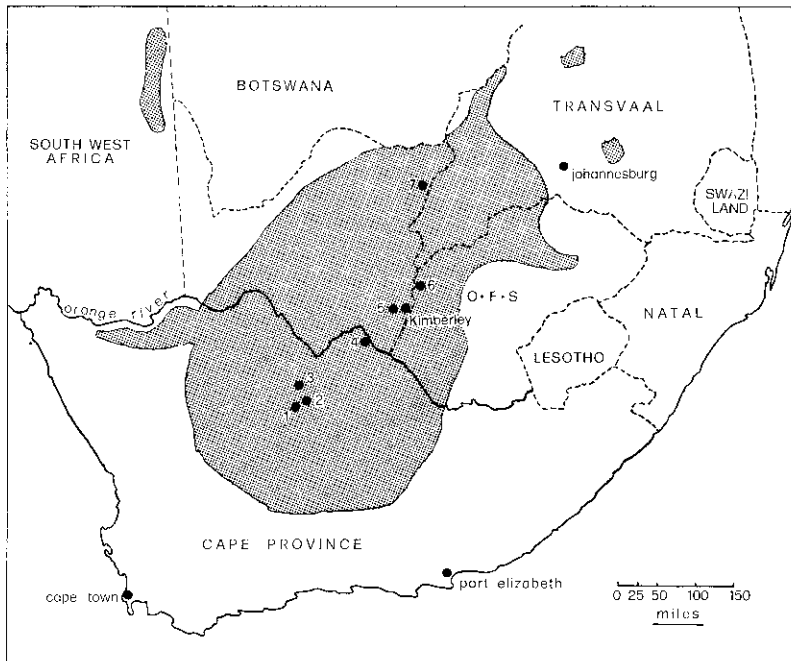 BOTSWANA
TRANSVAAL
SOUTH WEST
AFRICA
johannesburg
7
SWAZI
LAND
orange river
6
O.F.S
5
Kimberley
NATAL
4
LESOTHO
3
2
1
CAPE PROVINCE
port elizabeth
cape town
0 25 50 100 150
miles